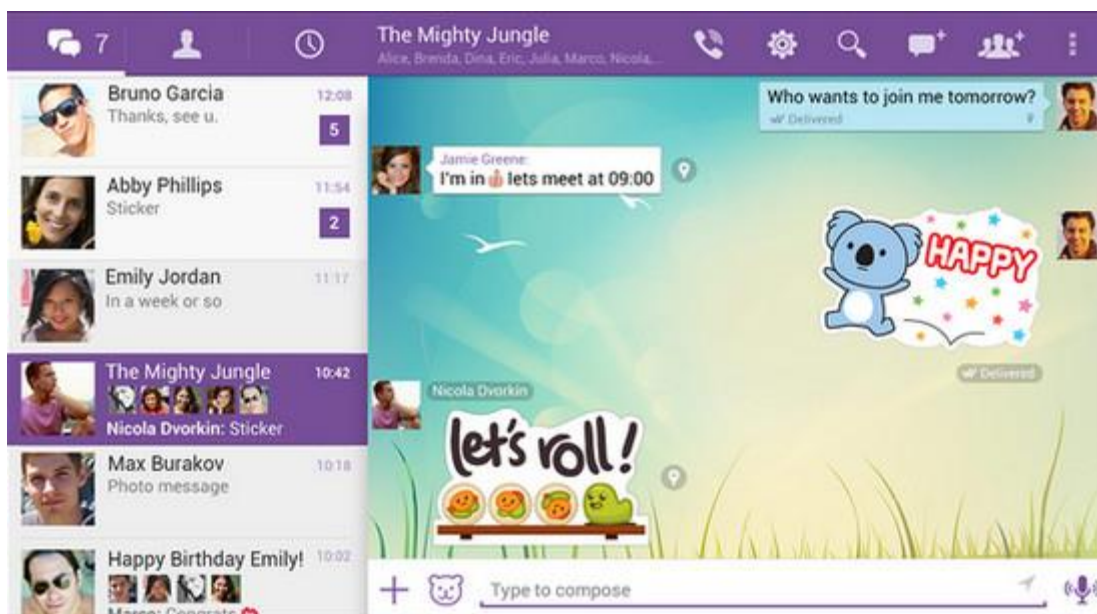 7
The Mighty Jungle
Alice, Brenda, Dina, Eric, Julia, Marco, Nicola,...
Bruno Garcia
12:08
Thanks, see u.
5
Abby Phillips
11:54
Sticker
2
Emily Jordan
11:17
In a week or so
The Mighty Jungle
10:42
Nicola Dvorkin: Sticker
Max Burakov
10:18
Photo message
Happy Birthday Emily!
10:02
Marco: Congrats
Who wants to join me tomorrow?
Delivered
Jamie Greene:
I'm in 👍 lets meet at 09:00
HAPPY
Delivered
Nicola Dvorkin
let's roll!
Type to compose